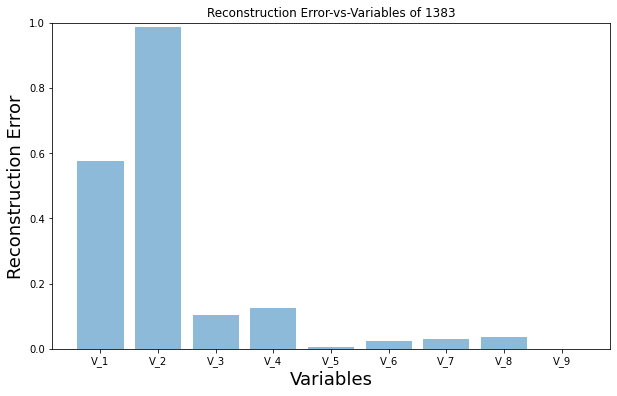 Reconstruction Error-vs-Variables of 1383
Reconstruction Error
1.0
0.8
0.6
0.4
0.2
0.0
V_1 V_2 V_3 V_4 V_5 V_6 V_7 V_8 V_9
Variables